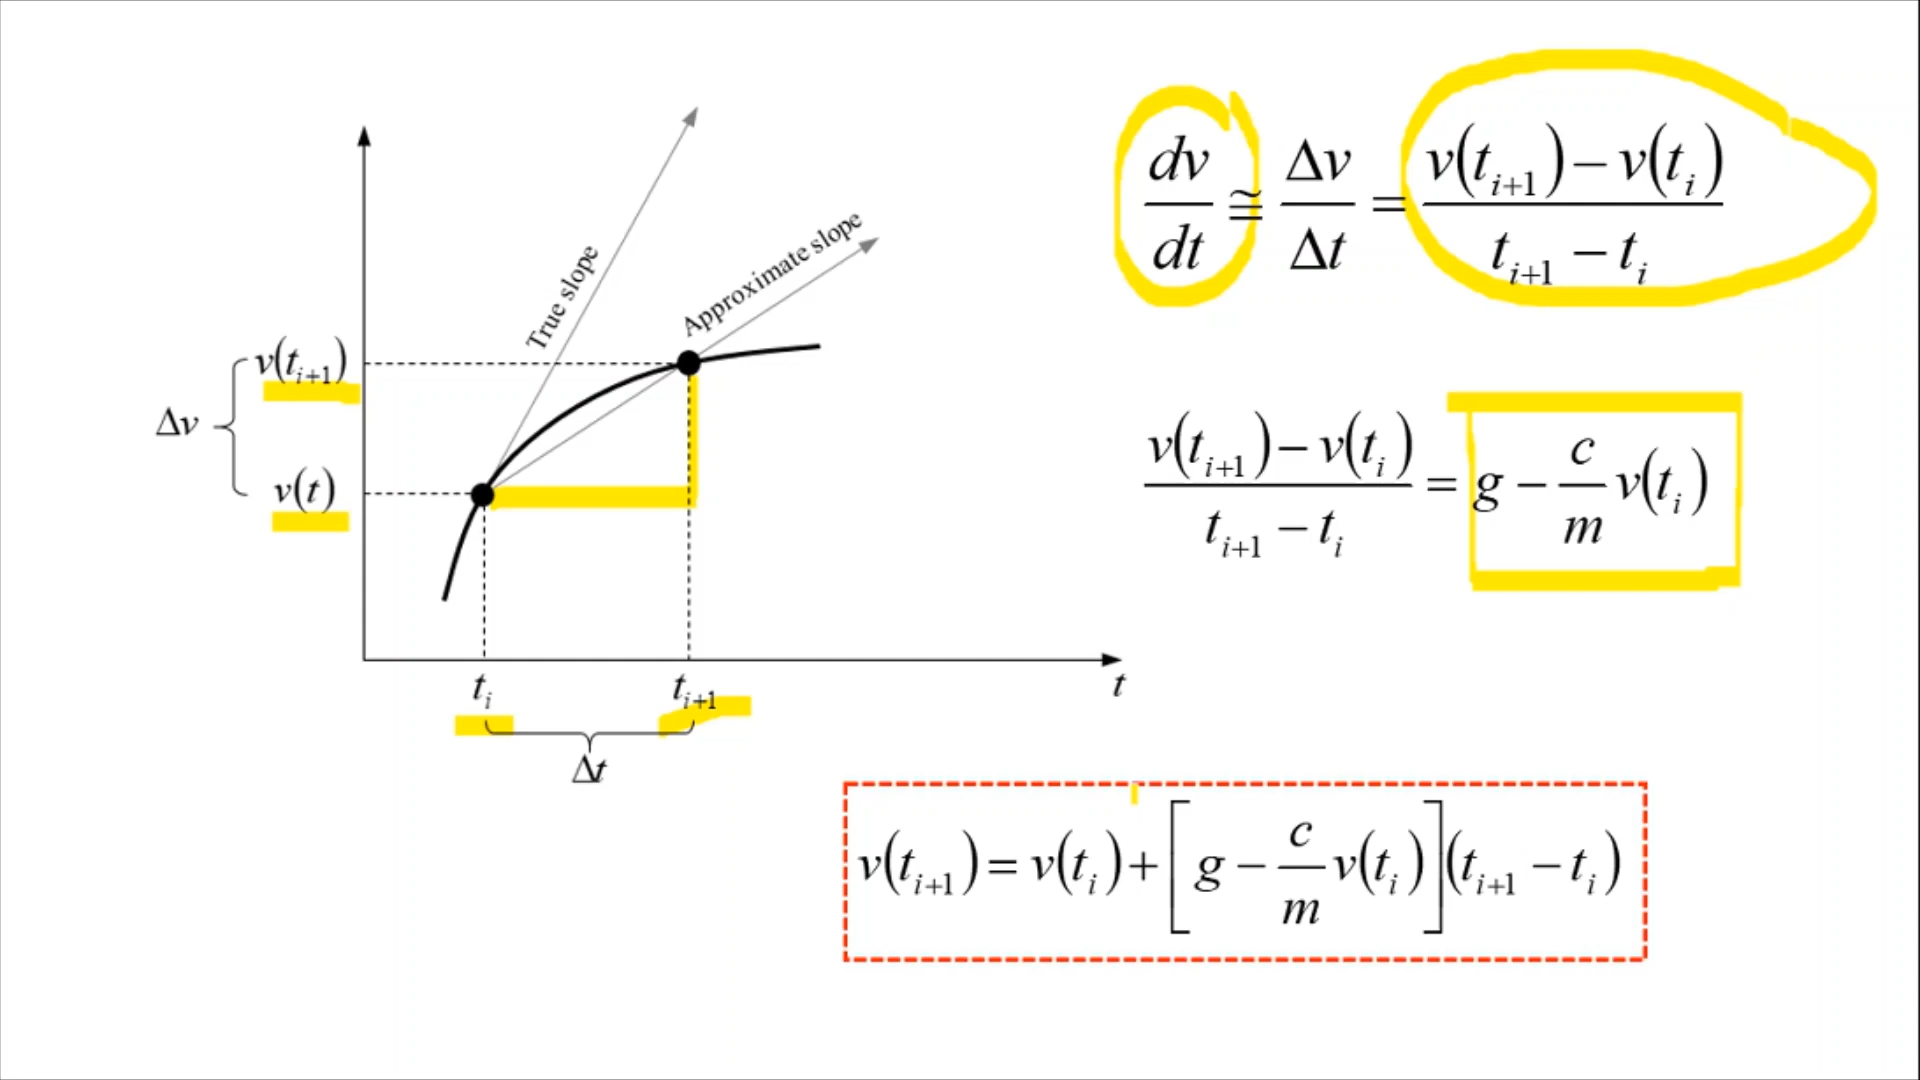 True slope
Approximate slope
v(t_{i+1})
Δv
v(t)
t_i
t_{i+1}
t
Δt
dv/dt ≅ Δv/Δt = (v(t_{i+1}) − v(t_i))/(t_{i+1} − t_i)
(v(t_{i+1}) − v(t_i))/(t_{i+1} − t_i) = g − c/m v(t_i)
v(t_{i+1}) = v(t_i) + [g − c/m v(t_i)](t_{i+1} − t_i)